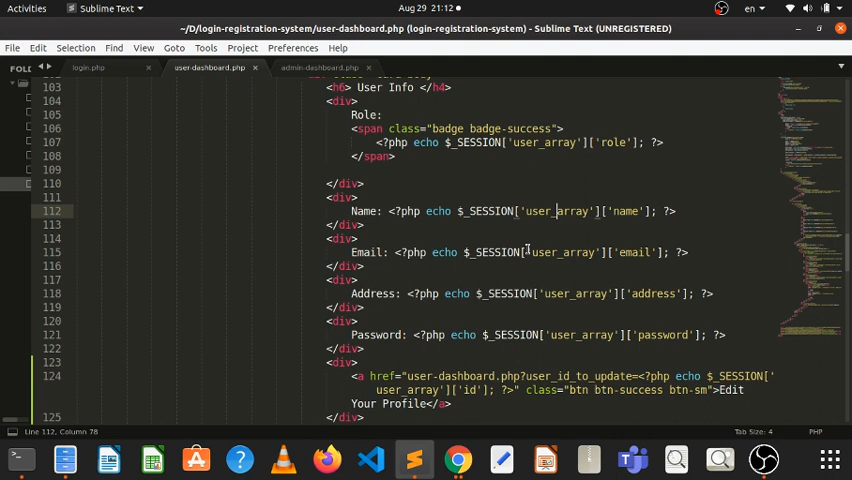 Activities
Sublime Text
Aug 29 21:12
en
~/D/login-registration-system/user-dashboard.php (login-registration-system) - Sublime Text (UNREGISTERED)
File Edit Selection Find View Goto Tools Project Preferences Help
FOL
login.php
user-dashboard.php
admin-dashboard.php
103 <h6> User Info </h4>
104 <div>
105 Role:
106 <span class="badge badge-success">
107 <?php echo $_SESSION['user_array']['role']; ?>
108 </span>
109
110 </div>
111 <div>
112 Name: <?php echo $_SESSION['user_array']['name']; ?>
113 </div>
114 <div>
115 Email: <?php echo $_SESSION['user_array']['email']; ?>
116 </div>
117 <div>
118 Address: <?php echo $_SESSION['user_array']['address']; ?>
119 </div>
120 <div>
121 Password: <?php echo $_SESSION['user_array']['password']; ?>
122 </div>
123 <div>
124 <a href="user-dashboard.php?user_id_to_update=<?php echo $_SESSION['
user_array']['id']; ?>" class="btn btn-success btn-sm">Edit
Your Profile</a>
125 </div>
Line 112, Column 78
Tab Size: 4
PHP